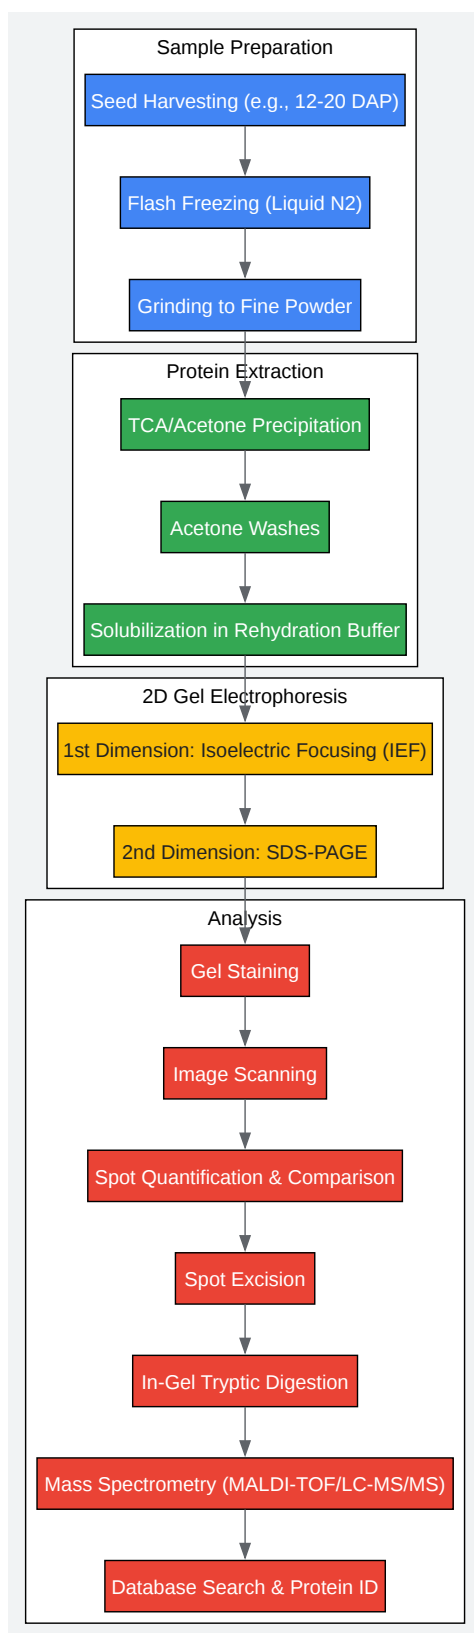 Sample Preparation
Seed Harvesting (e.g., 12-20 DAP)
Flash Freezing (Liquid N2)
Grinding to Fine Powder
Protein Extraction
TCA/Acetone Precipitation
Acetone Washes
Solubilization in Rehydration Buffer
2D Gel Electrophoresis
1st Dimension: Isoelectric Focusing (IEF)
2nd Dimension: SDS-PAGE
Analysis
Gel Staining
Image Scanning
Spot Quantification & Comparison
Spot Excision
In-Gel Tryptic Digestion
Mass Spectrometry (MALDI-TOF/LC-MS/MS)
Database Search & Protein ID